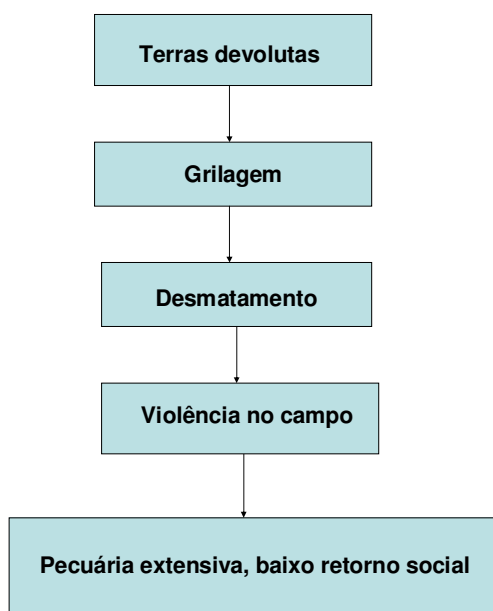 Terras devolutas
Grilagem
Desmatamento
Violência no campo
Pecuária extensiva, baixo retorno social